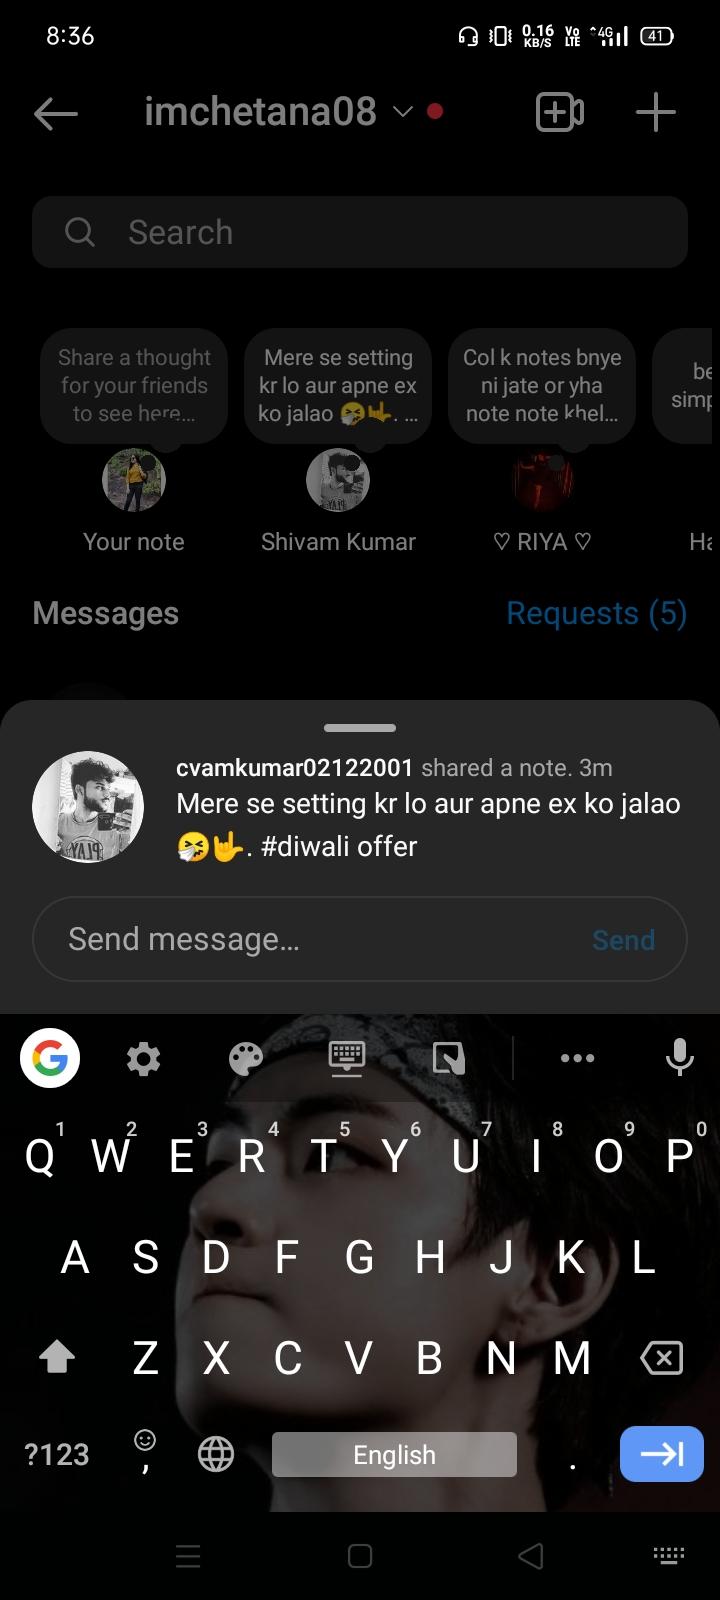 8:36
0.16 KB/S
Vo LTE
4G
41
imchetana08
Search
Share a thought
for your friends
to see here...
Mere se setting
kr lo aur apne ex
ko jalao 🤧🤟. ...
Col k notes bnye
ni jate or yha
note note khel...
be
simp
Your note
Shivam Kumar
♡ RIYA ♡
Ha
Messages
Requests (5)
cvamkumar02122001 shared a note. 3m
Mere se setting kr lo aur apne ex ko jalao
🤧🤟. #diwali offer
Send message...
Send
PLAY
G
1 2 3 4 5 6 7 8 9 0
Q W E R T Y U I O P
A S D F G H J K L
Z X C V B N M
?123 , English .